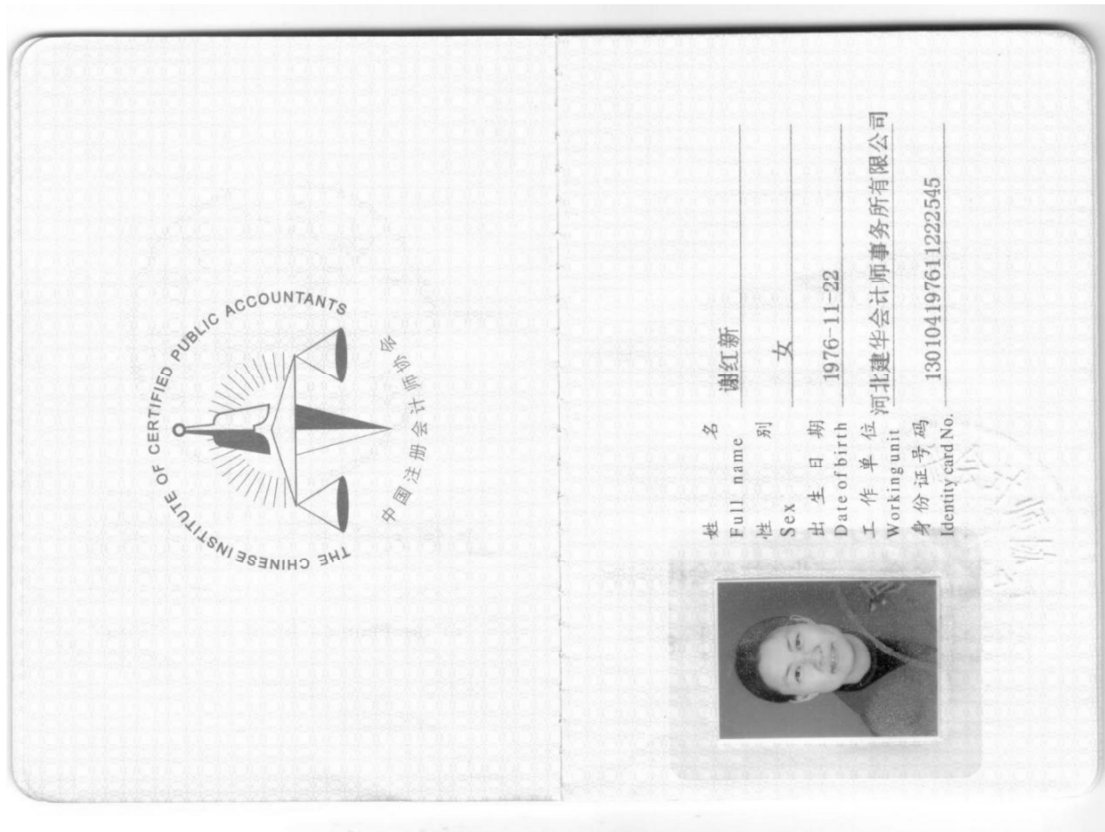 THE CHINESE INSTITUTE OF CERTIFIED PUBLIC ACCOUNTANTS
中国注册会计师协会
姓 名 谢红新
Full name
性 别 女
Sex
出 生 日 期 1976-11-22
Date of birth
工 作 单 位 河北建华会计师事务所有限公司
Working unit
身 份 证 号 码 130104197611222545
Identity card No.